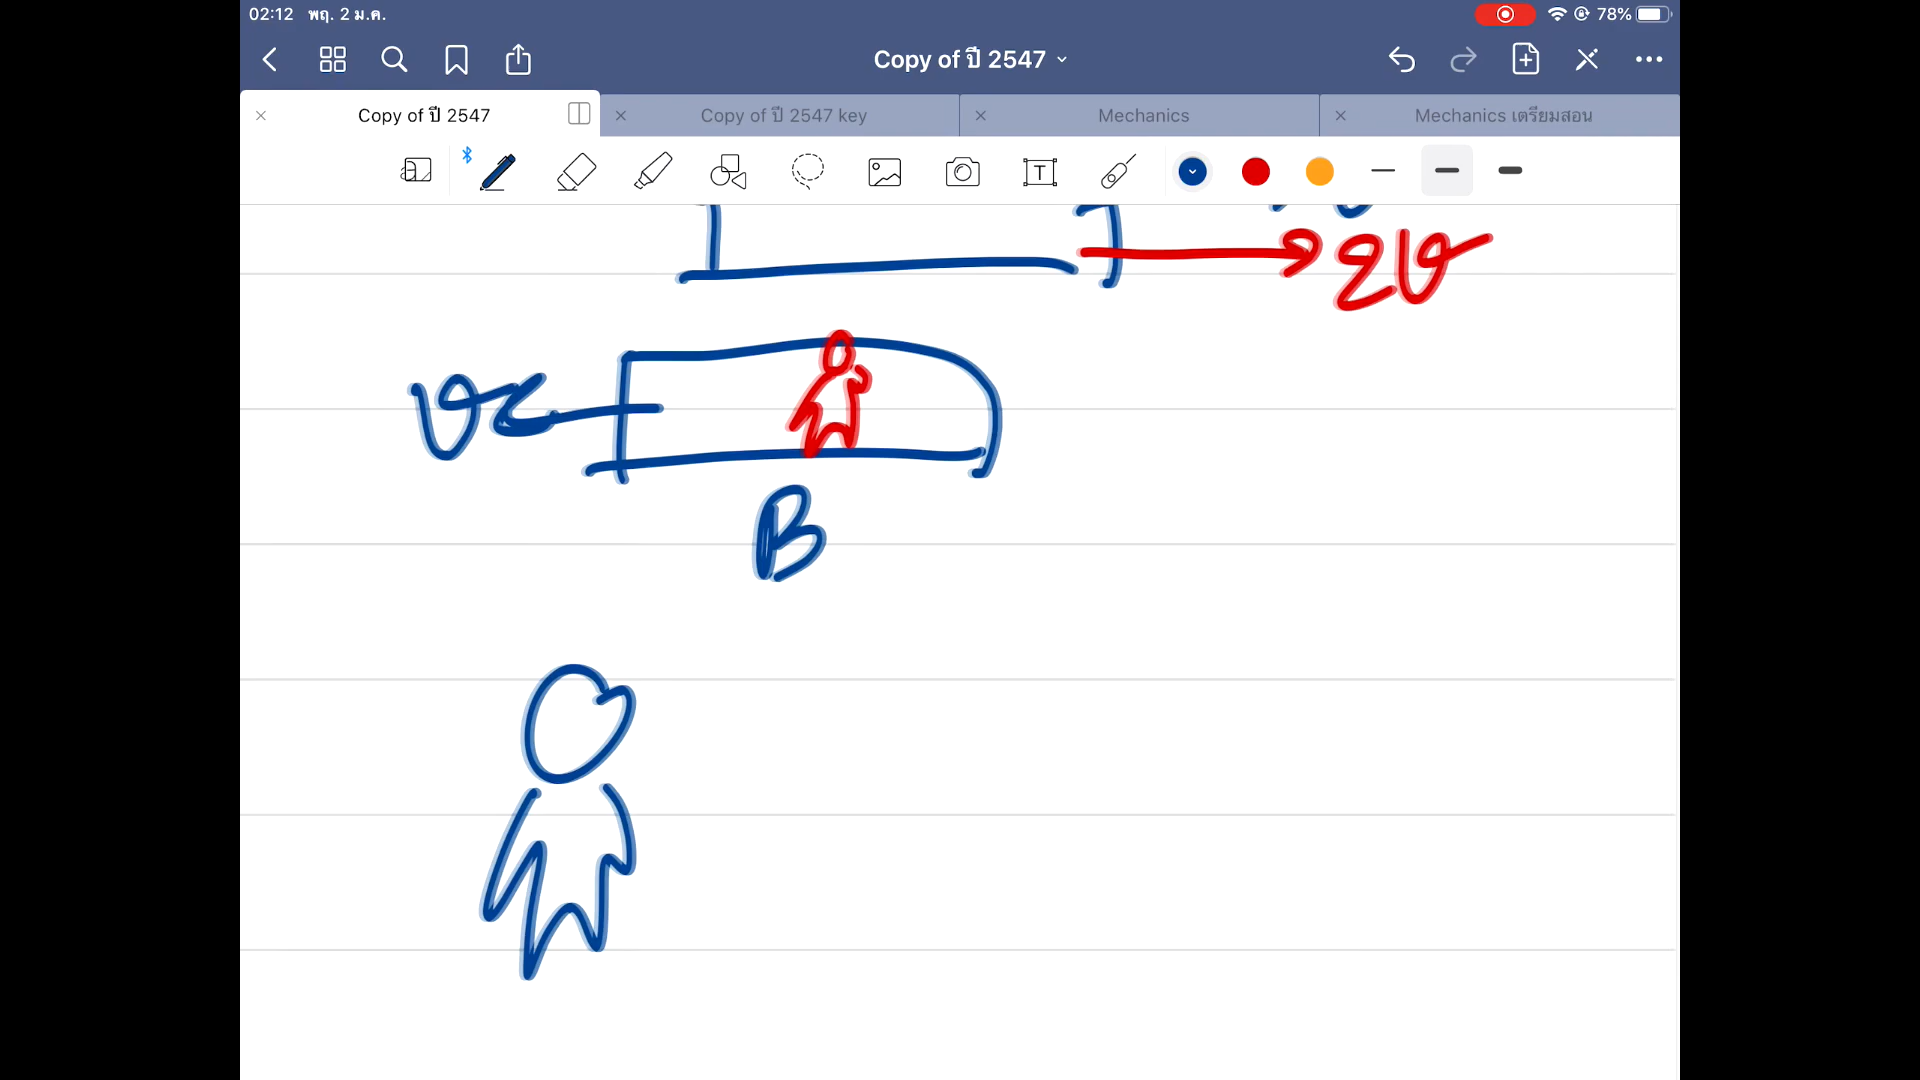 02:12 พฤ. 2 ม.ค. 78%
Copy of ปี 2547
Copy of ปี 2547 Copy of ปี 2547 key Mechanics Mechanics เตรียมสอน
T
2v
v
B